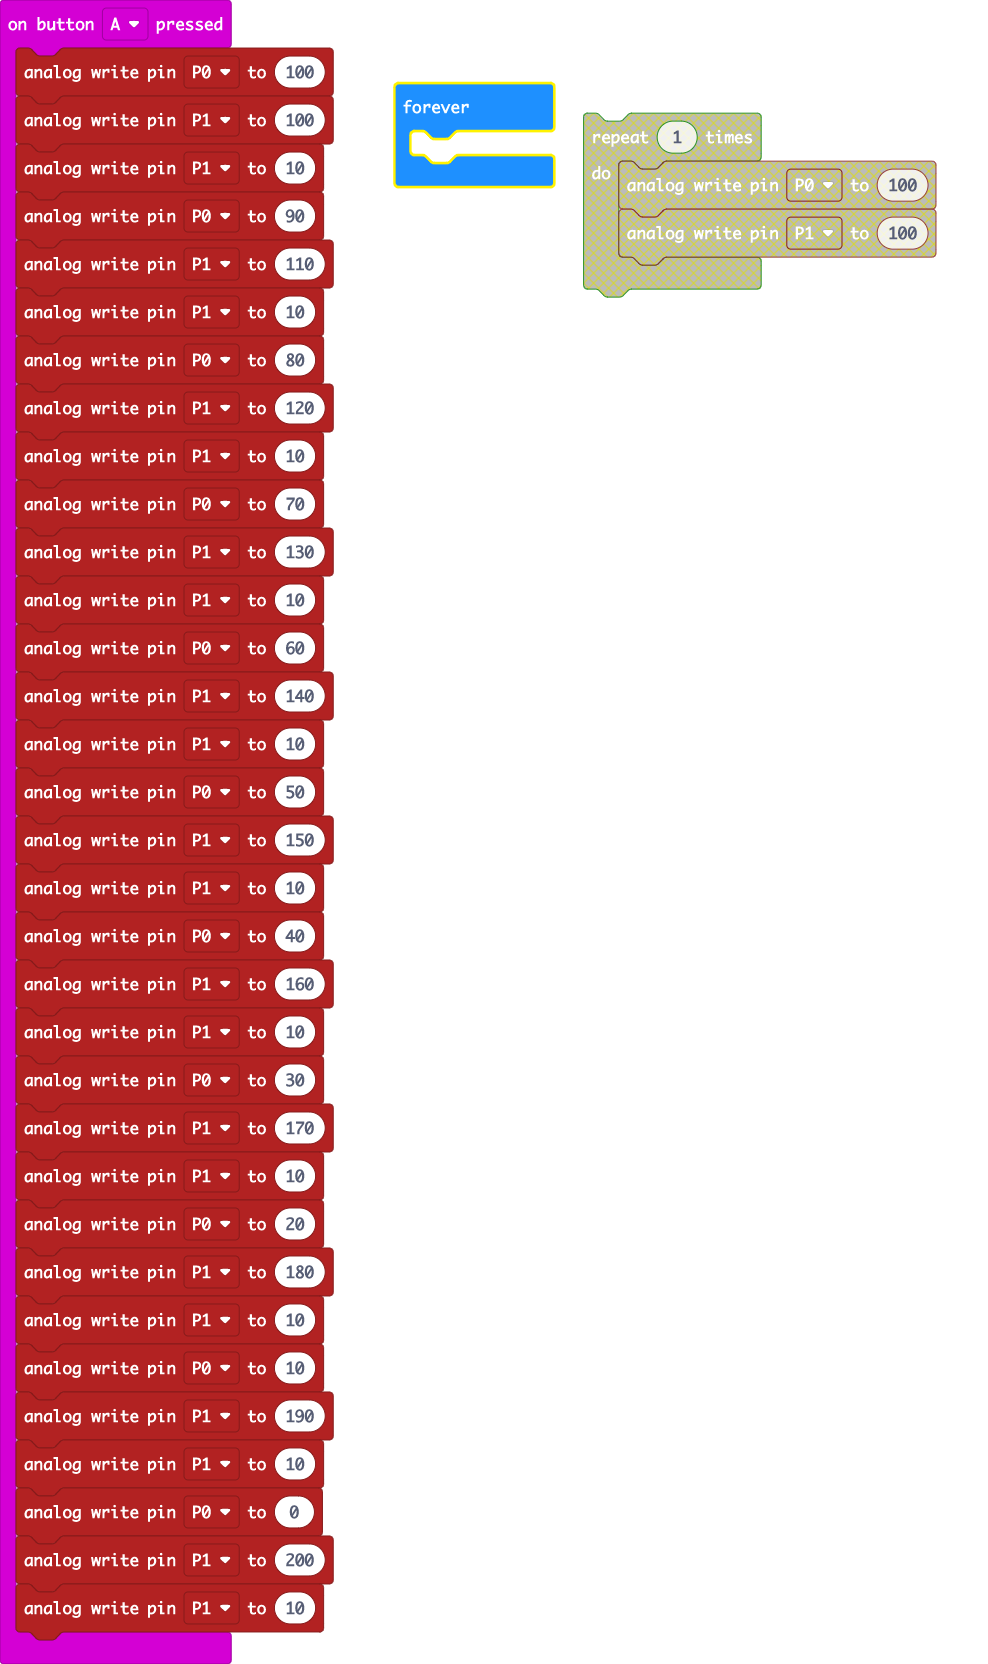 on button A pressed
analog write pin P0 to 100
analog write pin P1 to 100
analog write pin P1 to 10
analog write pin P0 to 90
analog write pin P1 to 110
analog write pin P1 to 10
analog write pin P0 to 80
analog write pin P1 to 120
analog write pin P1 to 10
analog write pin P0 to 70
analog write pin P1 to 130
analog write pin P1 to 10
analog write pin P0 to 60
analog write pin P1 to 140
analog write pin P1 to 10
analog write pin P0 to 50
analog write pin P1 to 150
analog write pin P1 to 10
analog write pin P0 to 40
analog write pin P1 to 160
analog write pin P1 to 10
analog write pin P0 to 30
analog write pin P1 to 170
analog write pin P1 to 10
analog write pin P0 to 20
analog write pin P1 to 180
analog write pin P1 to 10
analog write pin P0 to 10
analog write pin P1 to 190
analog write pin P1 to 10
analog write pin P0 to 0
analog write pin P1 to 200
analog write pin P1 to 10
forever
repeat 1 times
do
analog write pin P0 to 100
analog write pin P1 to 100